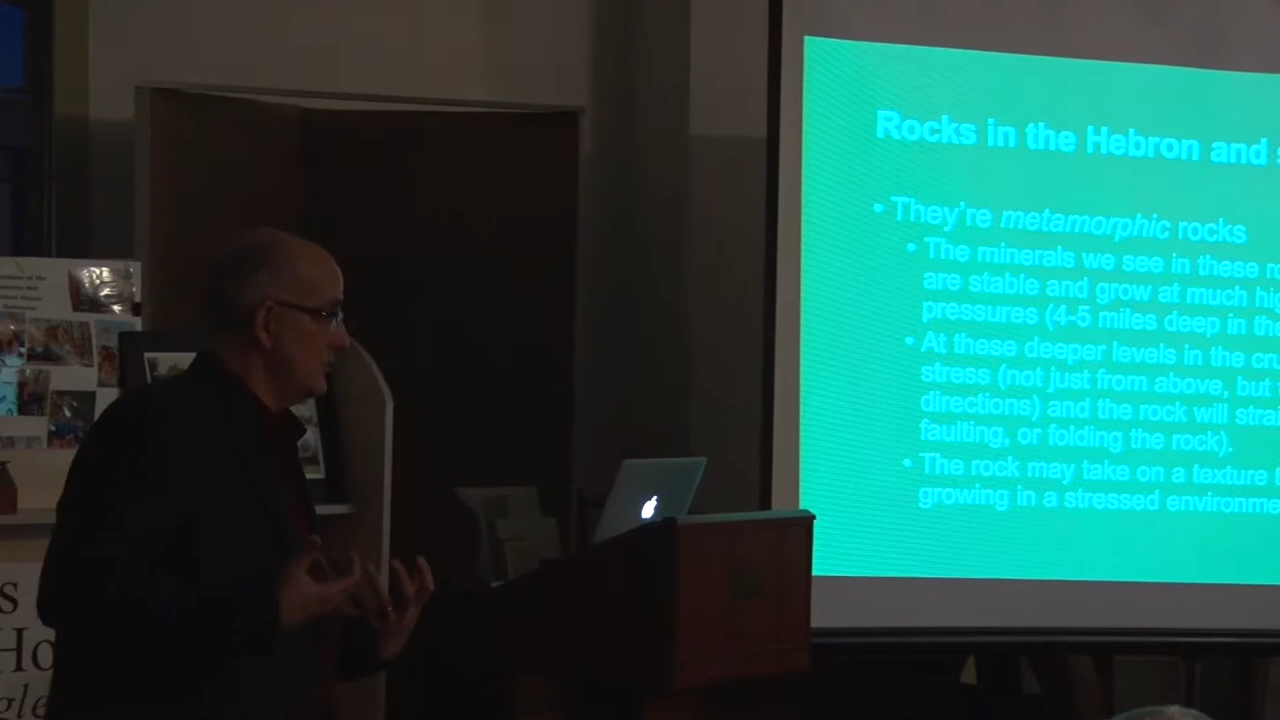 Rocks in the Hebron and
• They're metamorphic rocks
• The minerals we see in these
are stable and grow at much
pressures (4-5 miles deep in
• At these deeper levels in the
stress (not just from above, but
directions) and the rock will
faulting, or folding the rock).
• The rock may take on a texture
growing in a stressed